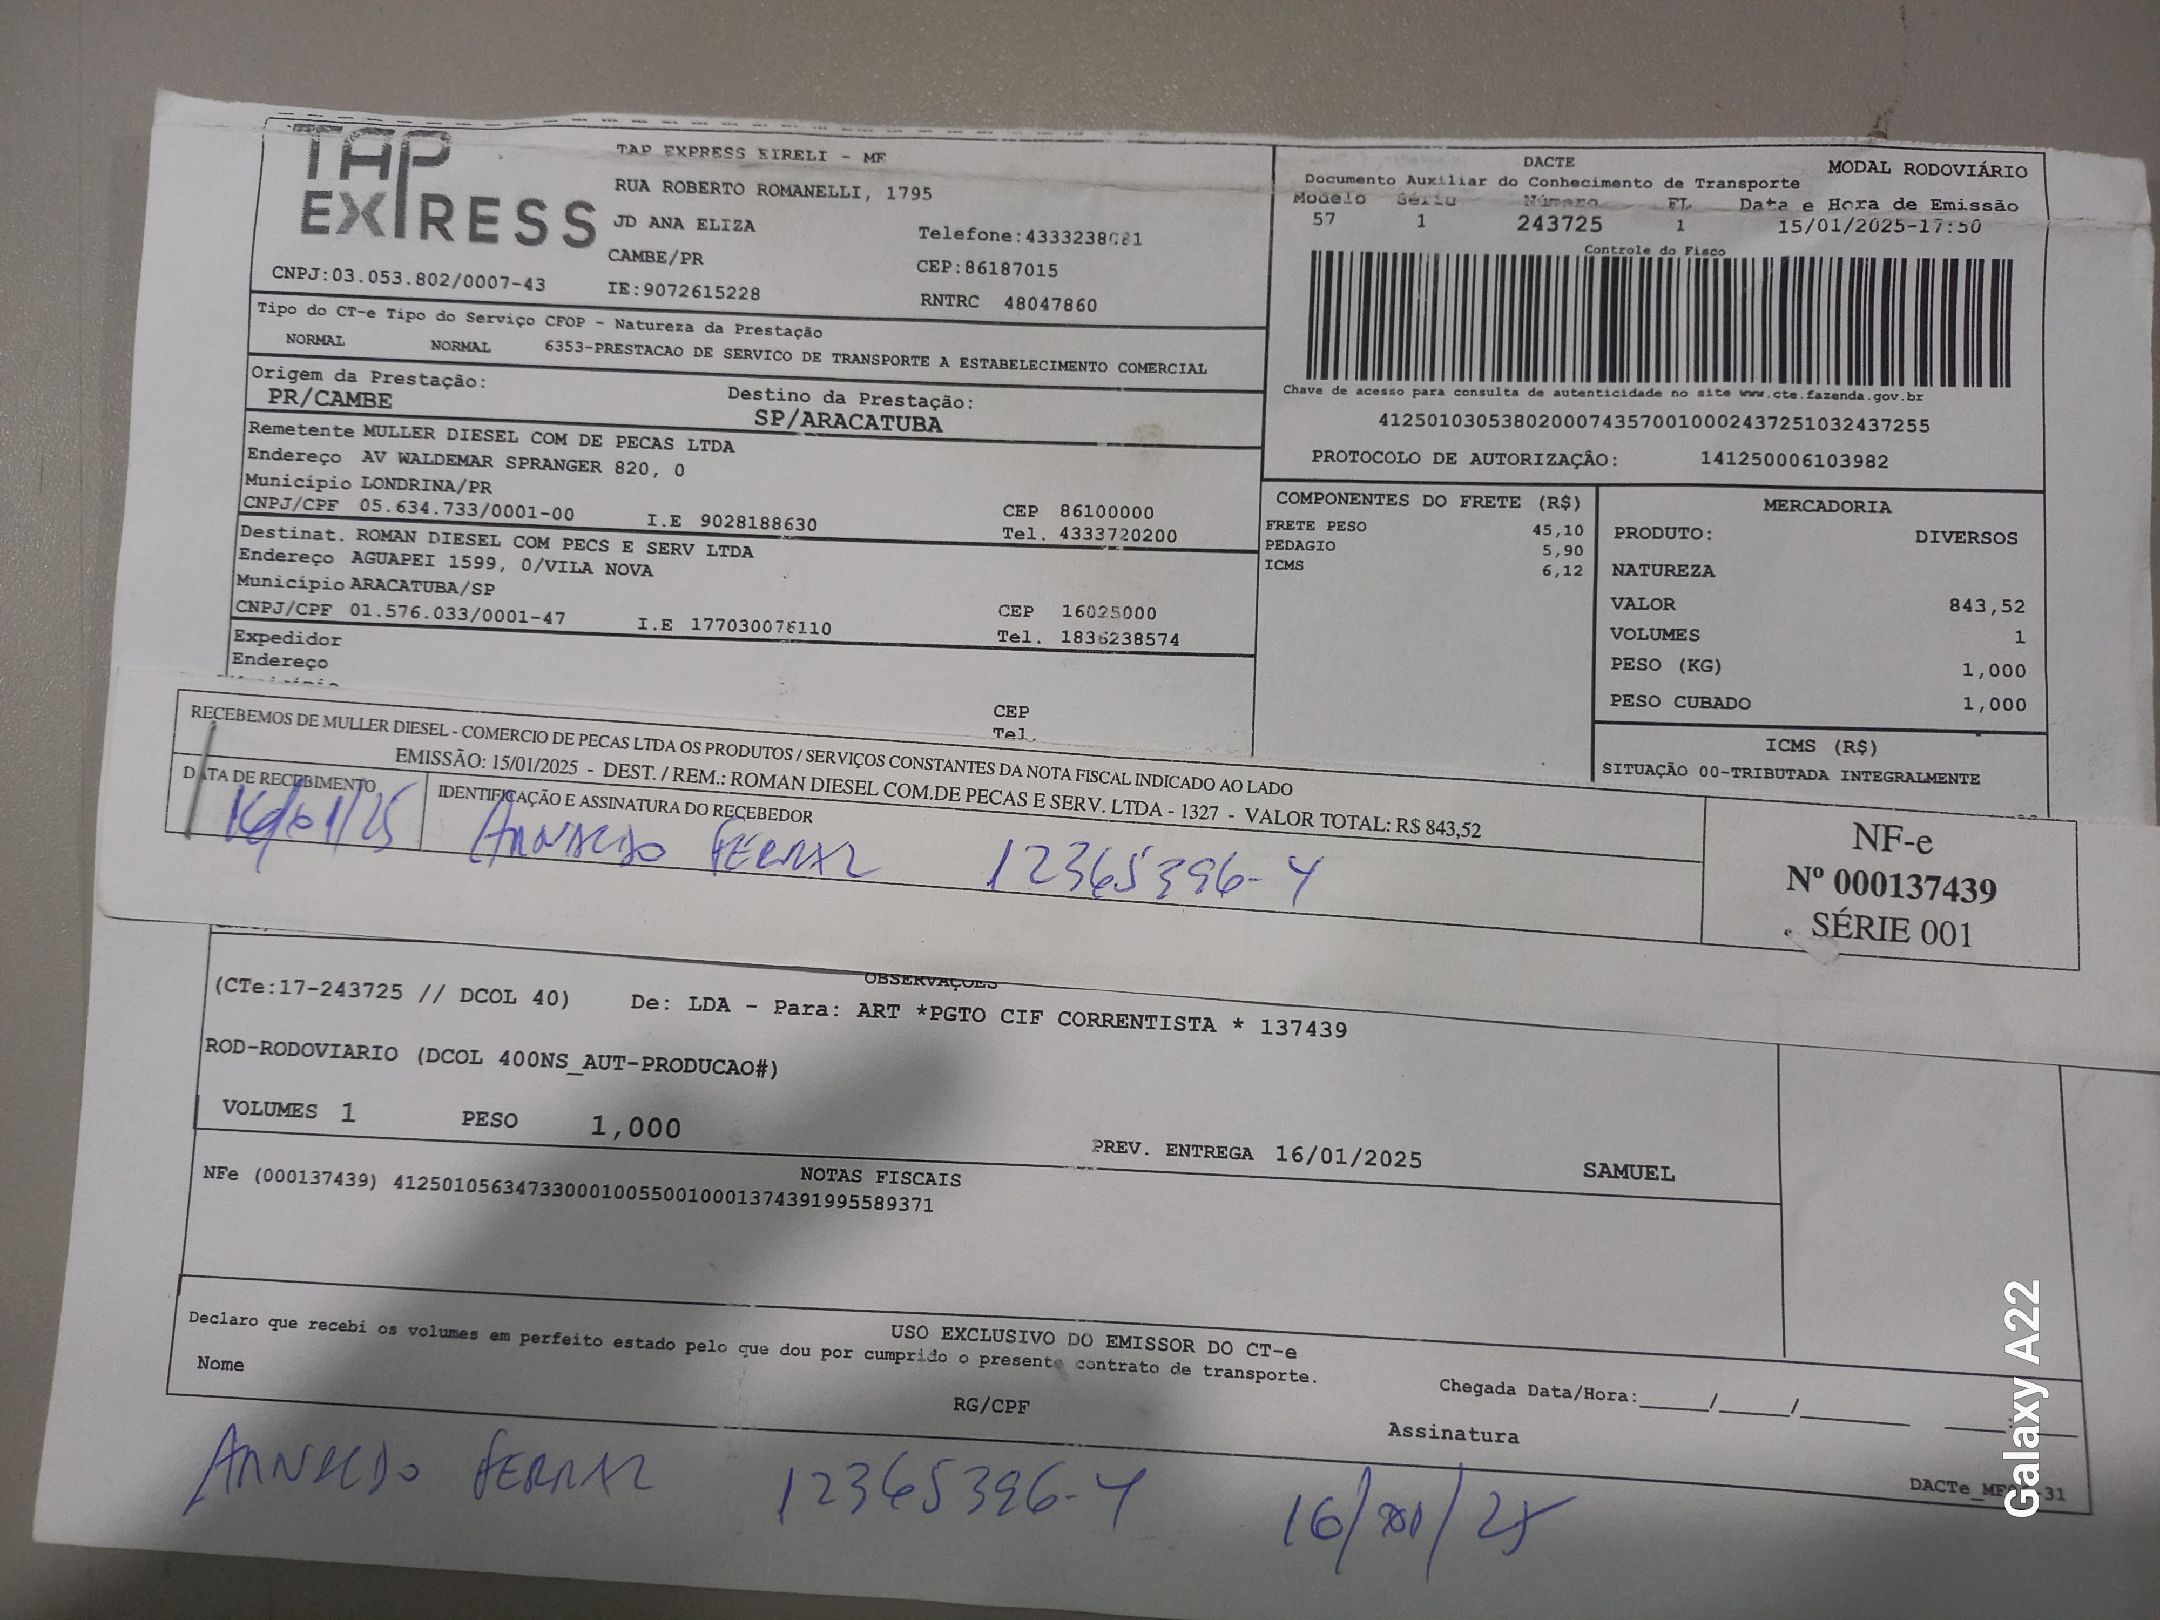 TAP
EXPRESS
TAP EXPRESS EIRELI - ME
RUA ROBERTO ROMANELLI, 1795
JD ANA ELIZA
CAMBE/PR
CNPJ:03.053.802/0007-43
IE:9072615228
CEP:86187015
RNTRC 48047860
DACTE
MODAL RODOVIÁRIO
Documento Auxiliar do Conhecimento de Transporte
Modelo Série Número FL Data e Hora de Emissão
57 1 243725 1 15/01/2025-17:50
Controle do Fisco
Chave de acesso para consulta de autenticidade no site www.cte.fazenda.gov.br
41250103053802000743570010002437251032437255
PROTOCOLO DE AUTORIZAÇÃO: 141250006103982
Tipo do CT-e Tipo do Serviço CFOP - Natureza da Prestação
NORMAL NORMAL 6353-PRESTACAO DE SERVICO DE TRANSPORTE A ESTABELECIMENTO COMERCIAL
Origem da Prestação: Destino da Prestação:
PR/CAMBE SP/ARACATUBA
Remetente MULLER DIESEL COM DE PECAS LTDA
Endereço AV WALDEMAR SPRANGER 820, 0
Município LONDRINA/PR CEP 86100000
CNPJ/CPF 05.634.733/0001-00 I.E 9028188630 Tel. 4333720200
Destinat. ROMAN DIESEL COM PECS E SERV LTDA
Endereço AGUAPEI 1599, 0/VILA NOVA
Município ARACATUBA/SP CEP 16025000
CNPJ/CPF 01.576.033/0001-47 I.E 177030076110 Tel. 1836238574
Expedidor
Endereço
CEP
Tel.
COMPONENTES DO FRETE (R$)
FRETE PESO 45,10
PEDAGIO 5,90
ICMS 6,12
MERCADORIA
PRODUTO: DIVERSOS
NATUREZA
VALOR 843,52
VOLUMES 1
PESO (KG) 1,000
PESO CUBADO 1,000
ICMS (R$)
SITUAÇÃO 00-TRIBUTADA INTEGRALMENTE
RECEBEMOS DE MULLER DIESEL - COMERCIO DE PECAS LTDA OS PRODUTOS / SERVIÇOS CONSTANTES DA NOTA FISCAL INDICADO AO LADO
EMISSÃO: 15/01/2025 - DEST. / REM.: ROMAN DIESEL COM.DE PECAS E SERV. LTDA - 1327 - VALOR TOTAL: R$ 843,52
DATA DE RECEBIMENTO IDENTIFICAÇÃO E ASSINATURA DO RECEBEDOR
16/01/25 ARNALDO FERRAZ 12365396-4
NF-e
Nº 000137439
SÉRIE 001
OBSERVAÇÕES
(CTe:17-243725 // DCOL 40) De: LDA - Para: ART *PGTO CIF CORRENTISTA * 137439
ROD-RODOVIARIO (DCOL 400NS_AUT-PRODUCAO#)
VOLUMES 1 PESO 1,000 PREV. ENTREGA 16/01/2025 SAMUEL
NOTAS FISCAIS
NFe (000137439) 41250105634733000100550010001374391995589371
USO EXCLUSIVO DO EMISSOR DO CT-e
Declaro que recebi os volumes em perfeito estado pelo que dou por cumprido o presente contrato de transporte.
Nome RG/CPF Chegada Data/Hora:_____/_____/_____
Assinatura
ARNALDO FERRAZ 12365396-4 16/01/25
Galaxy A22